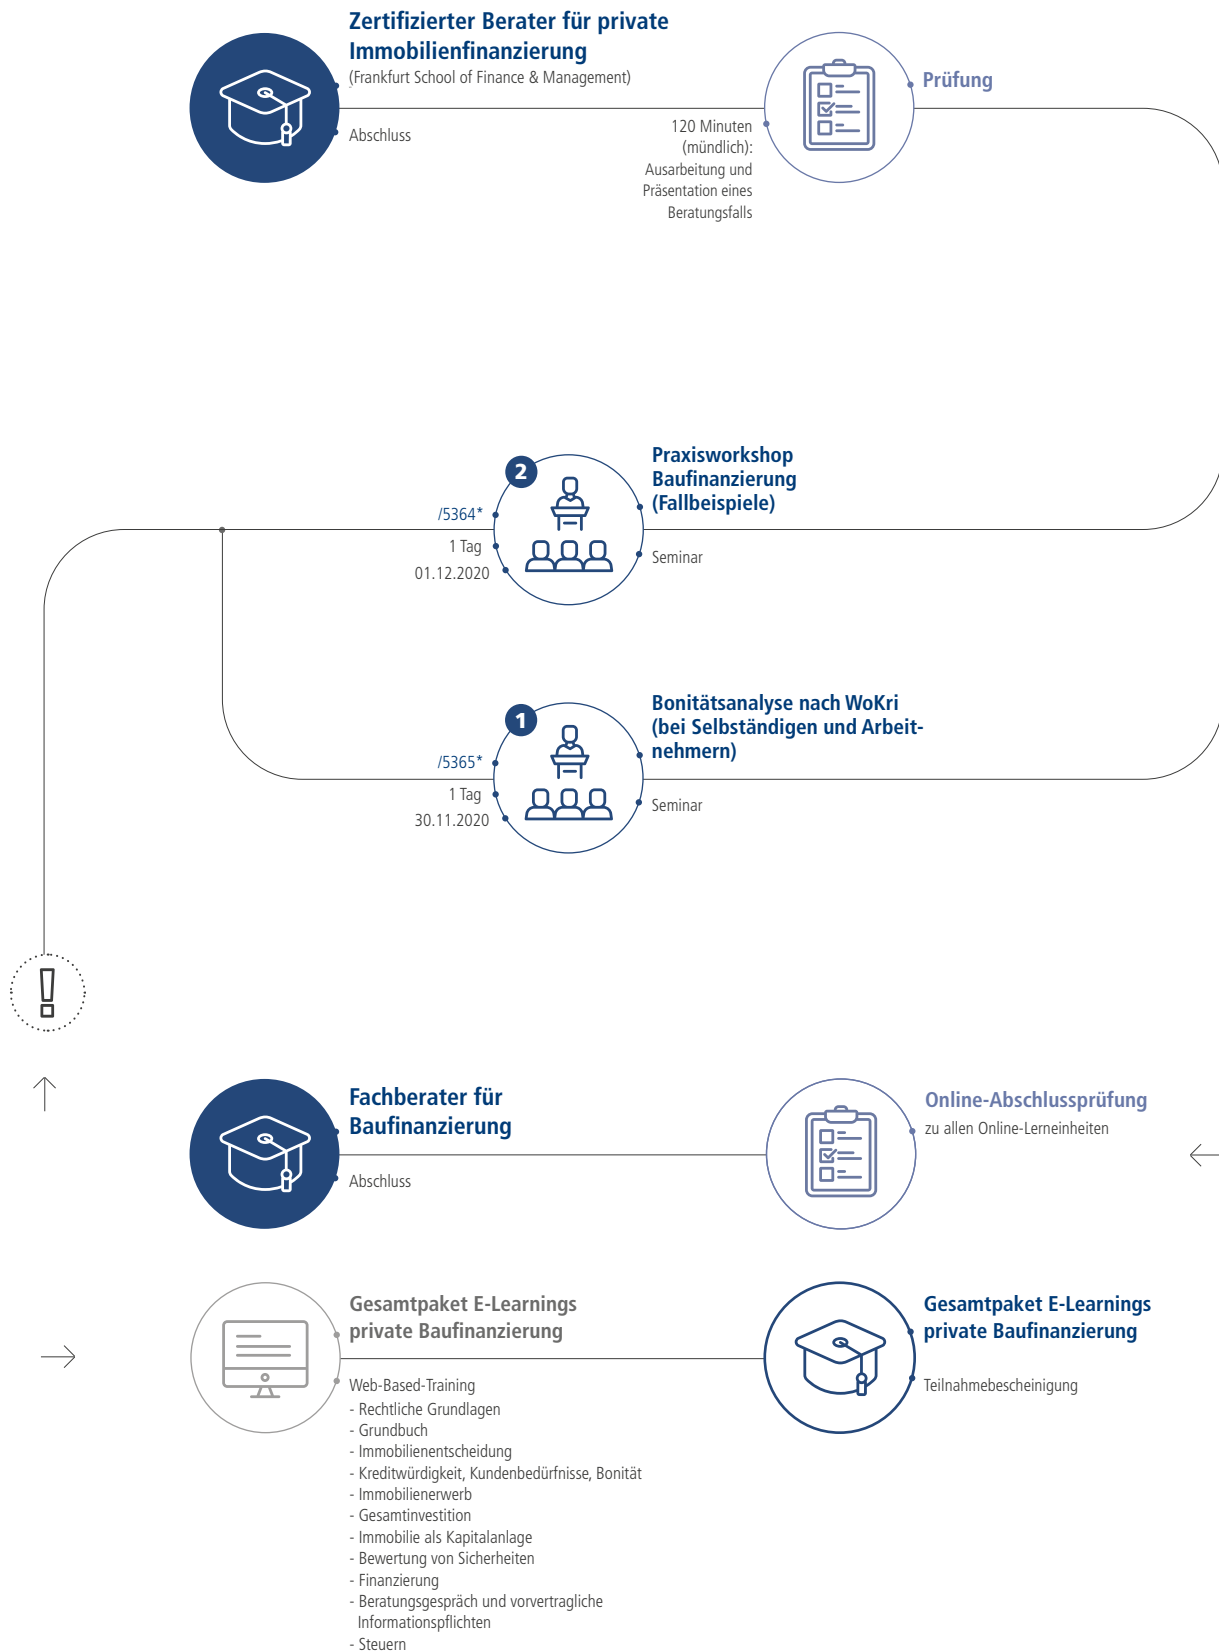 Zertifizierter Berater für private
Immobilienfinanzierung
(Frankfurt School of Finance & Management)
Abschluss
Prüfung
120 Minuten
(mündlich):
Ausarbeitung und
Präsentation eines
Beratungsfalls
2
Praxisworkshop
Baufinanzierung
(Fallbeispiele)
/5364*
1 Tag
01.12.2020
Seminar
1
Bonitätsanalyse nach WoKri
(bei Selbständigen und Arbeit-
nehmern)
/5365*
1 Tag
30.11.2020
Seminar
!
Fachberater für
Baufinanzierung
Abschluss
Online-Abschlussprüfung
zu allen Online-Lerneinheiten
Gesamtpaket E-Learnings
private Baufinanzierung
Web-Based-Training
- Rechtliche Grundlagen
- Grundbuch
- Immobilienentscheidung
- Kreditwürdigkeit, Kundenbedürfnisse, Bonität
- Immobilienerwerb
- Gesamtinvestition
- Immobilie als Kapitalanlage
- Bewertung von Sicherheiten
- Finanzierung
- Beratungsgespräch und vorvertragliche
Informationspflichten
- Steuern
Gesamtpaket E-Learnings
private Baufinanzierung
Teilnahmebescheinigung